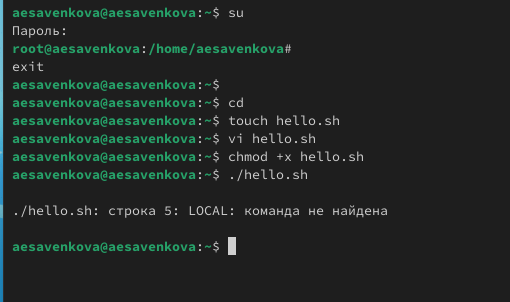 aesavenkova@aesavenkova:~$ su
Пароль:
root@aesavenkova:/home/aesavenkova#
exit
aesavenkova@aesavenkova:~$
aesavenkova@aesavenkova:~$ cd
aesavenkova@aesavenkova:~$ touch hello.sh
aesavenkova@aesavenkova:~$ vi hello.sh
aesavenkova@aesavenkova:~$ chmod +x hello.sh
aesavenkova@aesavenkova:~$ ./hello.sh
./hello.sh: строка 5: LOCAL: команда не найдена
aesavenkova@aesavenkova:~$